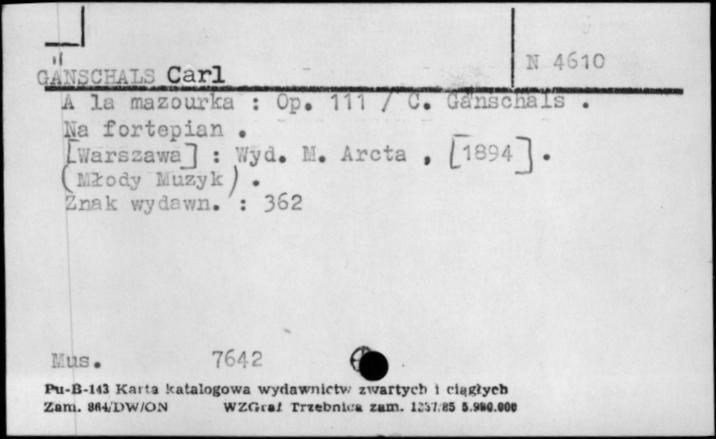 N 4610
GÄNSCHALS Carl
A la mazourka : Op. 111 / C. Gänschals .
Na fortepian .
[Warszawa] : Wyd. M. Arcta , [1894] .
(Młody Muzyk) .
Znak wydawn. : 362
Mus. 7642
Pu-B-143 Karta katalogowa wydawnictw zwartych i ciągłych
Zam. 864/DW/ON WZGraf Trzebnica zam. 1257/85 5.990.000